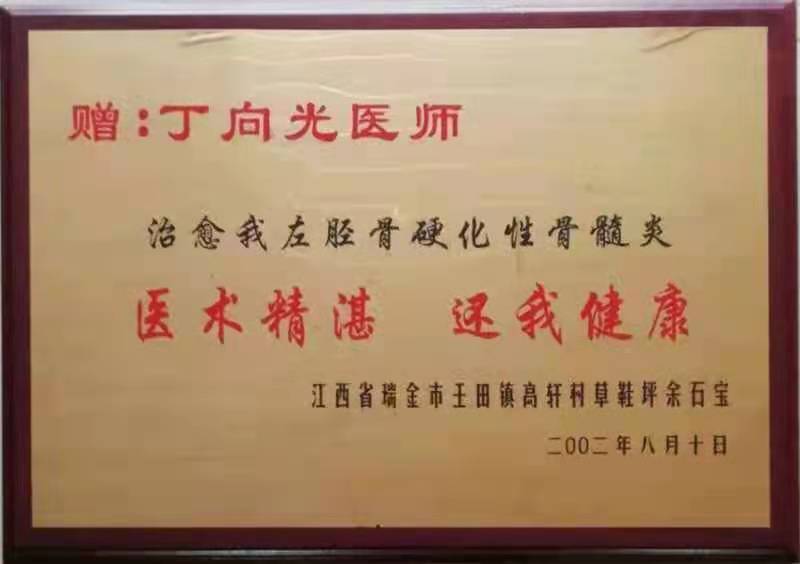 赠:丁向光医师
治愈我左胫骨硬化性骨髓炎
医术精湛 还我健康
江西省瑞金市壬田镇高轩村草鞋坪余石宝
二00二年八月十日